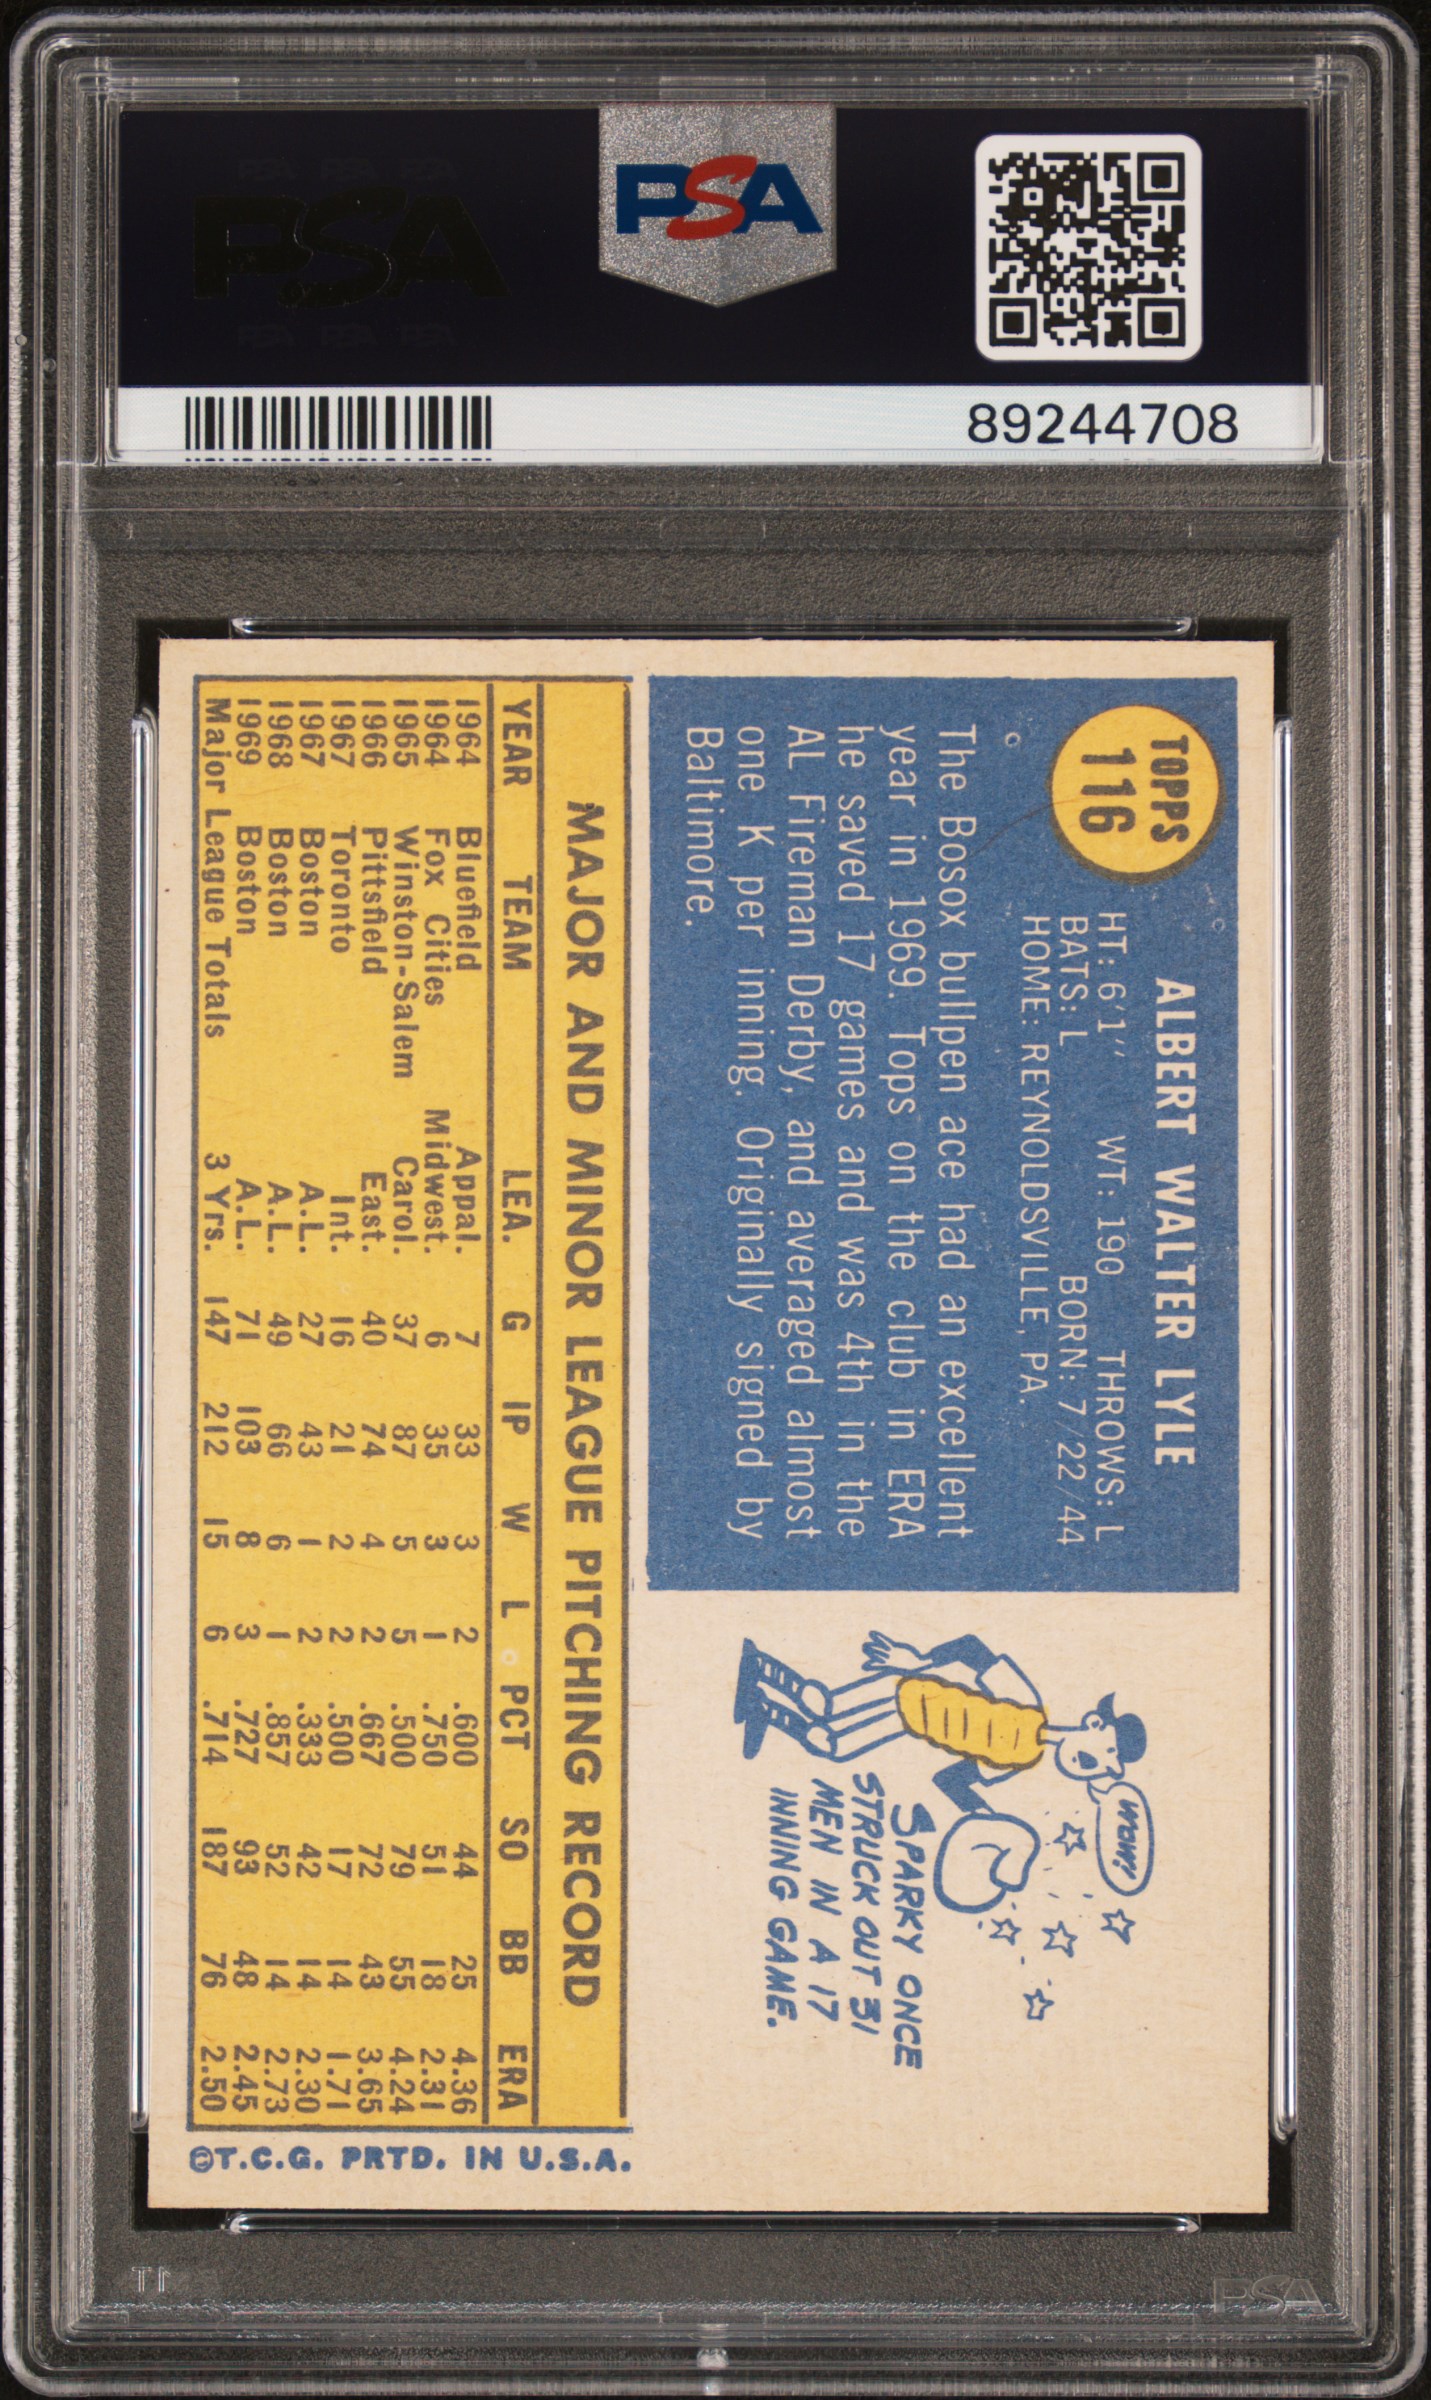 PSA
PSA
89244708
TOPPS
116
ALBERT WALTER LYLE
HT: 6'1" WT: 190 THROWS: L
BATS: L BORN: 7/22/44
HOME: REYNOLDSVILLE, PA.
The Bosox bullpen ace had an excellent
year in 1969. Tops on the club in ERA
he saved 17 games and was 4th in the
AL Fireman Derby, and averaged almost
one K per inning. Originally signed by
Baltimore.
WOW!
SPARKY ONCE
STRUCK OUT 31
MEN IN A 17
INNING GAME.
MAJOR AND MINOR LEAGUE PITCHING RECORD
YEAR TEAM LEA. G IP W L PCT SO BB ERA
1964 Bluefield Appal. 7 33 3 2 .600 44 25 4.36
1964 Fox Cities Midwest. 6 35 3 1 .750 51 18 2.31
1965 Winston-Salem Carol. 37 87 5 5 .500 79 55 4.24
1966 Pittsfield East. 40 74 4 2 .667 72 43 3.65
1967 Toronto Int. 16 21 2 2 .500 17 14 1.71
1967 Boston A.L. 27 43 1 2 .333 42 14 2.30
1968 Boston A.L. 49 66 6 1 .857 52 14 2.73
1969 Boston A.L. 71 103 8 3 .727 93 48 2.45
Major League Totals 3 Yrs. 147 212 15 6 .714 187 76 2.50
©T.C.G. PRTD. IN U.S.A.
PSA